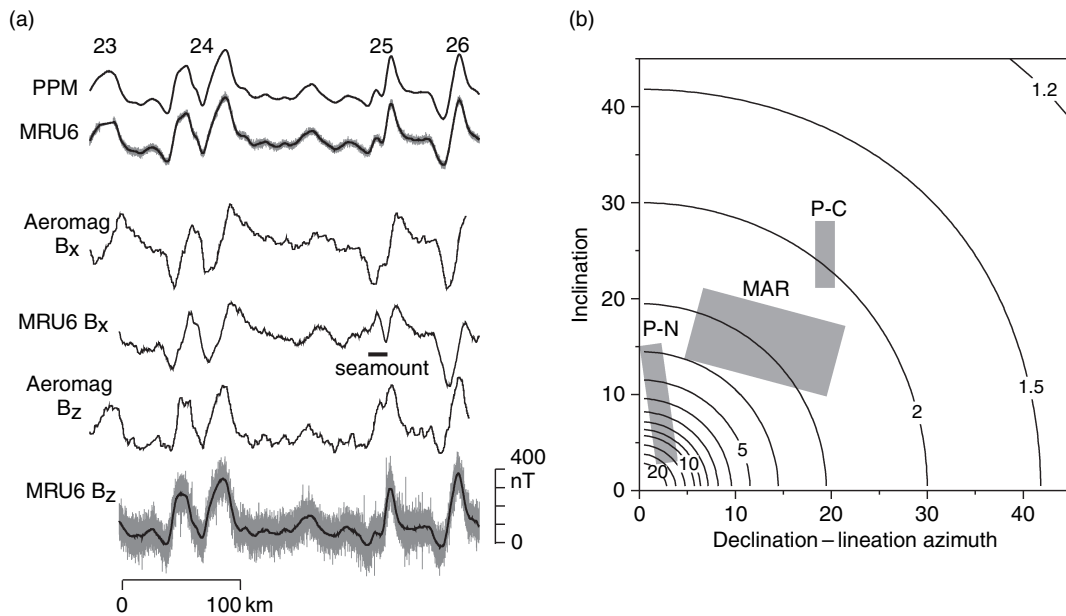 (a)
23 24 25 26
PPM
MRU6
Aeromag
Bx
MRU6 Bx
seamount
Aeromag
Bz
MRU6 Bz
400
nT
0
0 100 km
(b)
Inclination
40
30
20
10
0
1.2
P-C
MAR
P-N
1.5
2
5
10
20
0 10 20 30 40
Declination – lineation azimuth